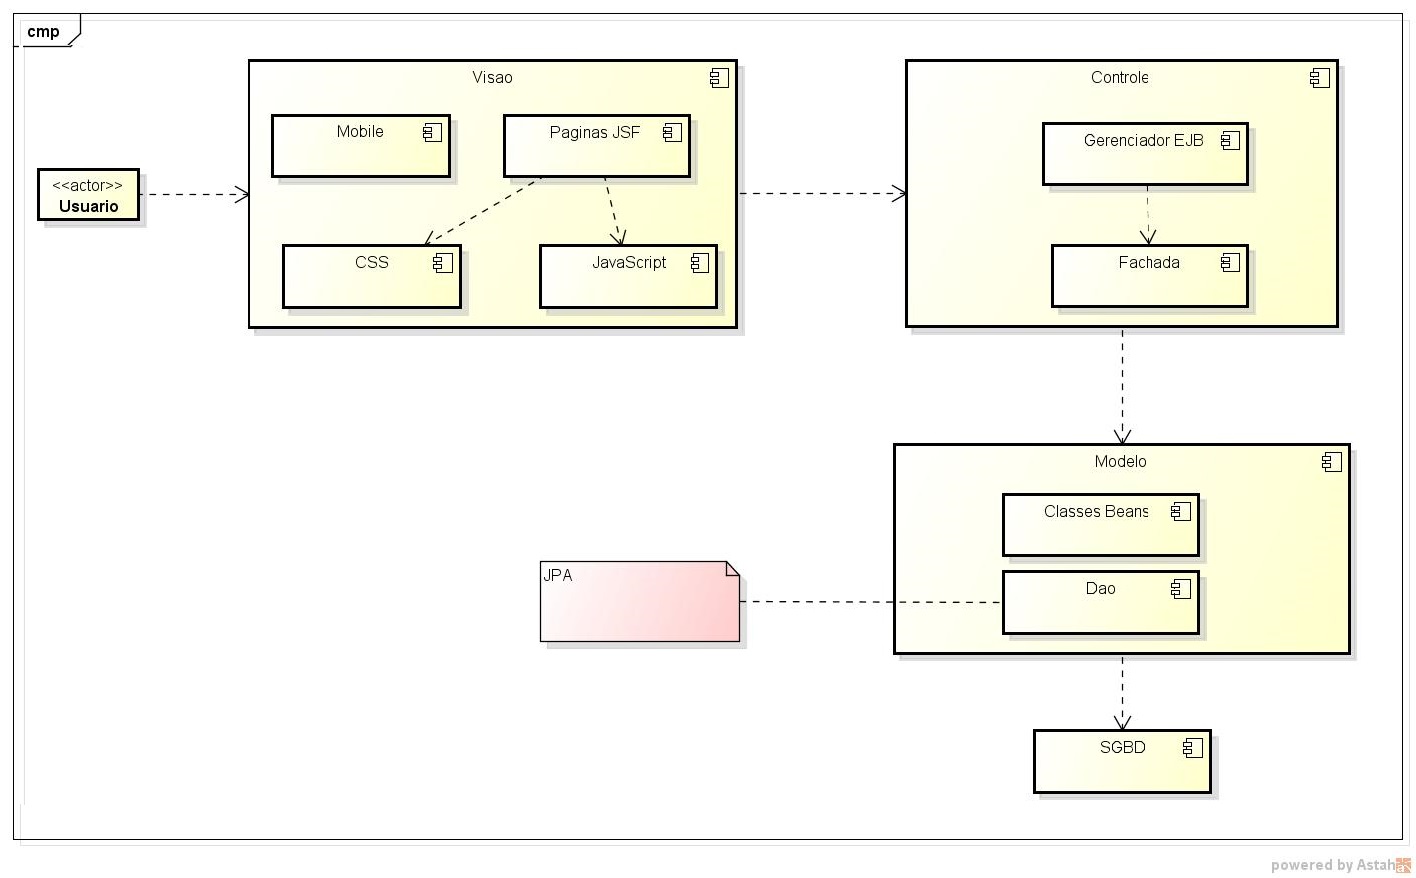 cmp
Visao
Mobile
Paginas JSF
CSS
JavaScript
<<actor>>
Usuario
Controle
Gerenciador EJB
Fachada
Modelo
Classes Beans
Dao
JPA
SGBD
powered by Astah